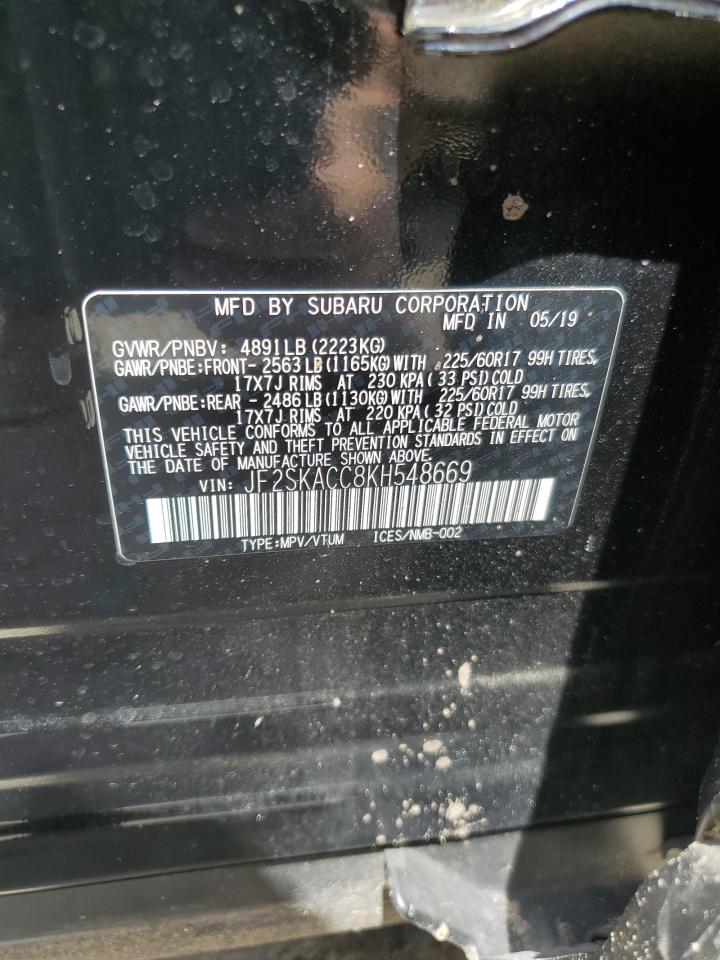 MFD BY SUBARU CORPORATION
MFD IN 05/19
GVWR/PNBV: 4891LB (2223KG)
GAWR/PNBE:FRONT- 2563 LB (1165KG) WITH 225/60R17 99H TIRES,
17X7J RIMS AT 230 KPA ( 33 PSI) COLD
GAWR/PNBE:REAR - 2486 LB (1130KG) WITH 225/60R17 99H TIRES,
17X7J RIMS AT 220 KPA ( 32 PSI) COLD
THIS VEHICLE CONFORMS TO ALL APPLICABLE FEDERAL MOTOR
VEHICLE SAFETY AND THEFT PREVENTION STANDARDS IN EFFECT ON
THE DATE OF MANUFACTURE SHOWN ABOVE.
VIN: JF2SKACC8KH548669
TYPE:MPV/VTUM ICES/NMB-002